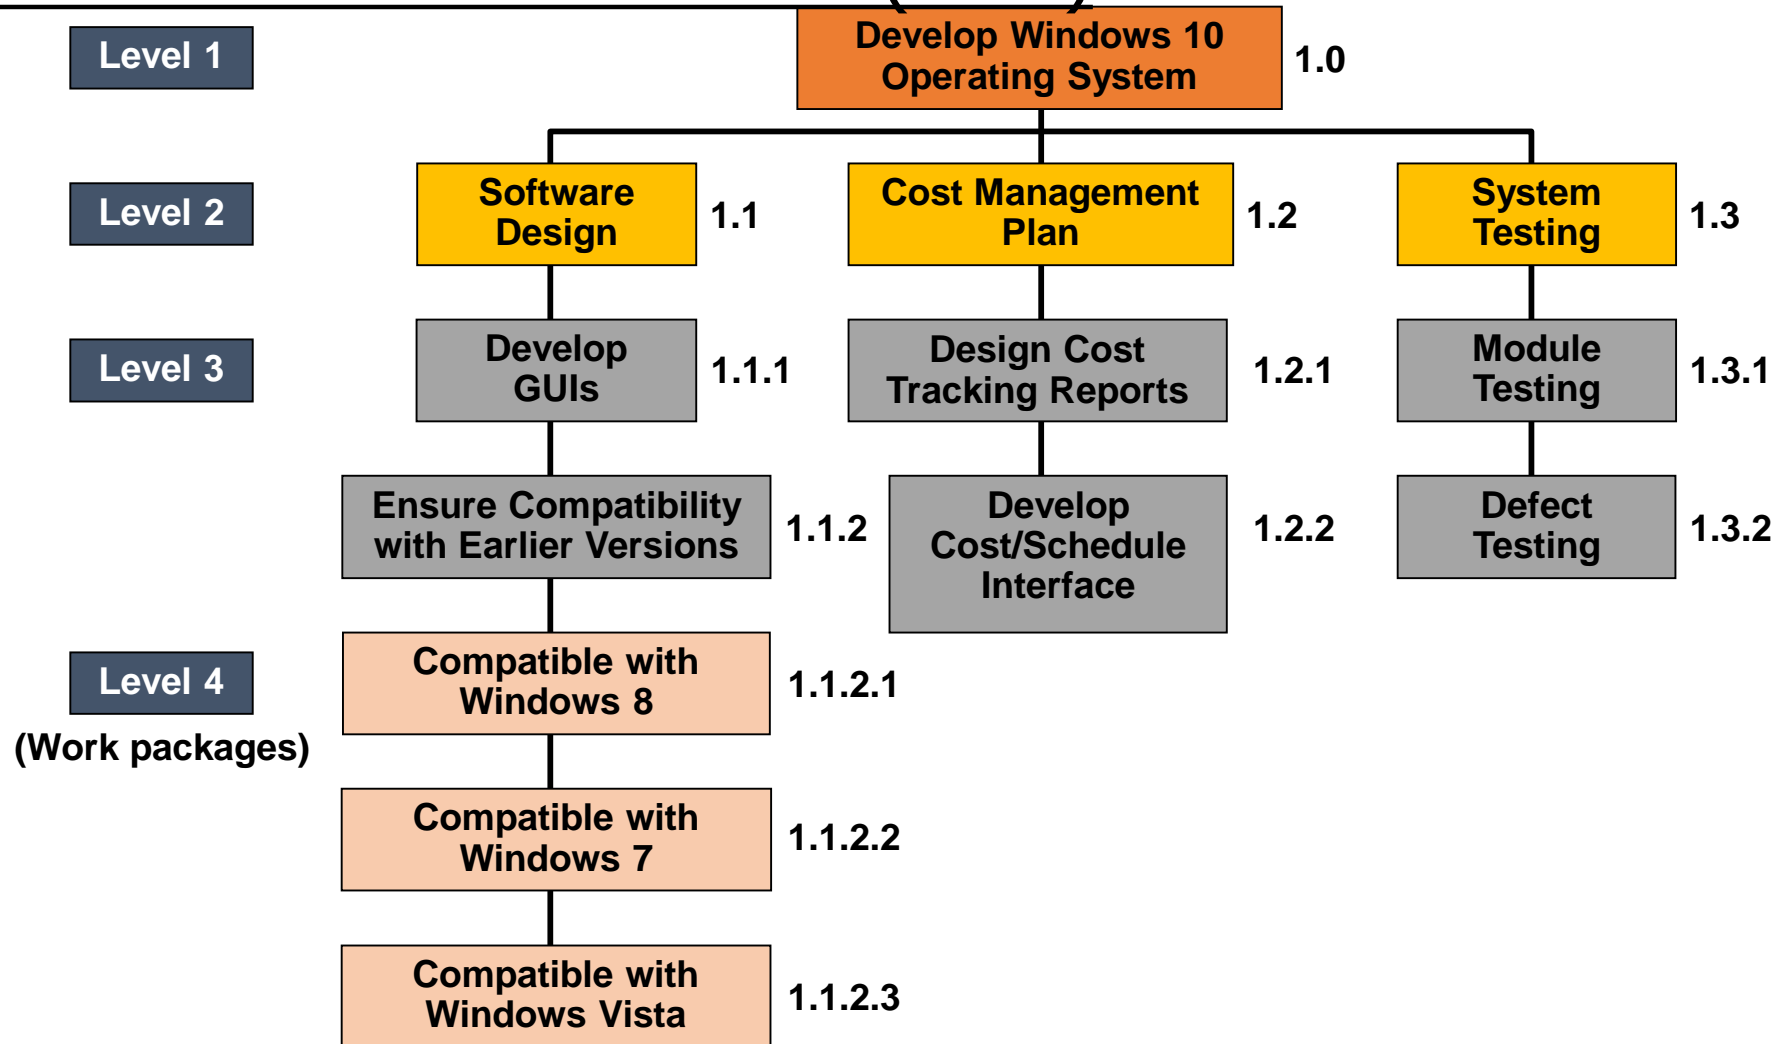 Level 1
Develop Windows 10
Operating System
1.0
Level 2
Software
Design
1.1
Cost Management
Plan
1.2
System
Testing
1.3
Level 3
Develop
GUIs
1.1.1
Design Cost
Tracking Reports
1.2.1
Module
Testing
1.3.1
Ensure Compatibility
with Earlier Versions
1.1.2
Develop
Cost/Schedule
Interface
1.2.2
Defect
Testing
1.3.2
Level 4
(Work packages)
Compatible with
Windows 8
1.1.2.1
Compatible with
Windows 7
1.1.2.2
Compatible with
Windows Vista
1.1.2.3